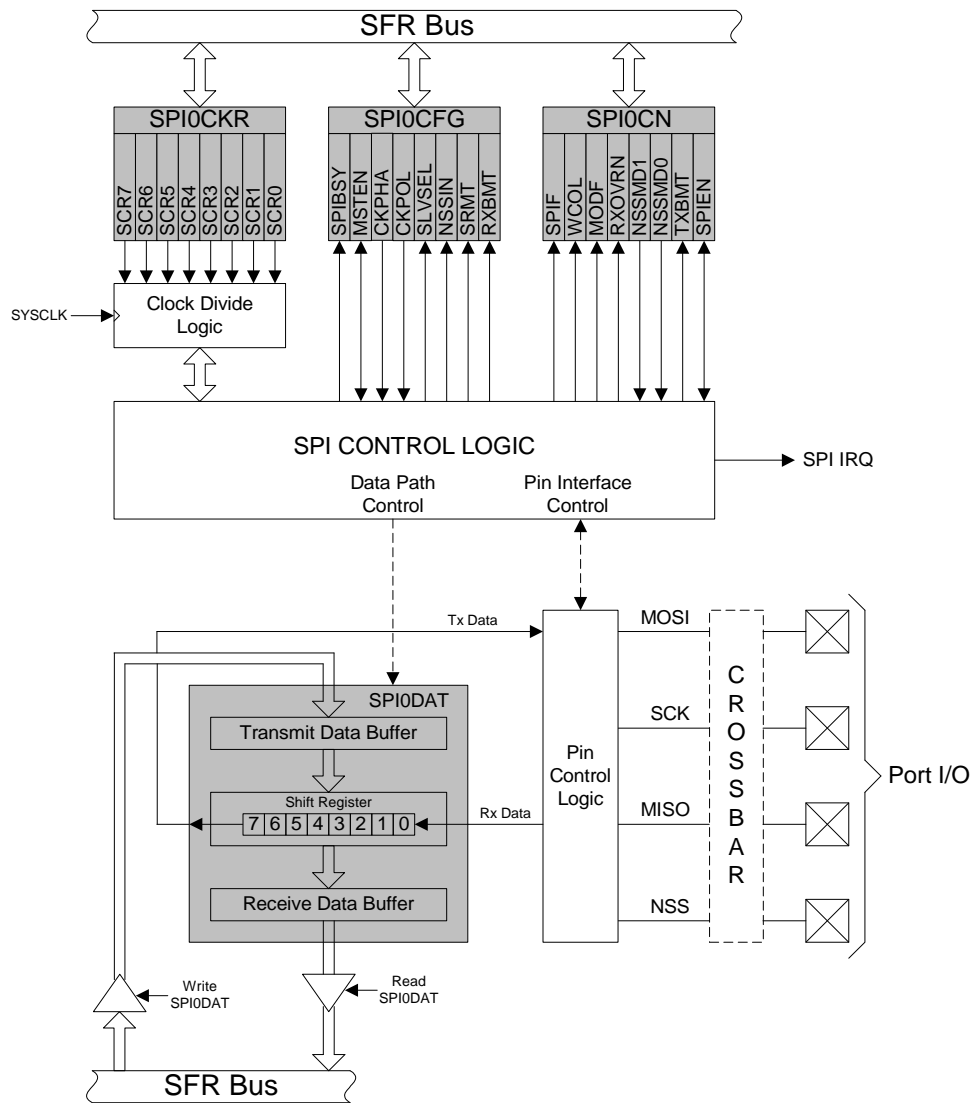 SFR Bus
SPI0CKR
SPI0CFG
SPI0CN
SCR7
SCR6
SCR5
SCR4
SCR3
SCR2
SCR1
SCR0
SPIBSY
MSTEN
CKPHA
CKPOL
SLVSEL
NSSIN
SRMT
RXBMT
SPIF
WCOL
MODF
RXOVRN
NSSMD1
NSSMD0
TXBMT
SPIEN
SYSCLK
Clock Divide
Logic
SPI CONTROL LOGIC
SPI IRQ
Data Path
Control
Pin Interface
Control
Tx Data
MOSI
SPI0DAT
Transmit Data Buffer
SCK
Shift Register
7 6 5 4 3 2 1 0
Rx Data
Pin
Control
Logic
MISO
CROSSBAR
Port I/O
Receive Data Buffer
NSS
Write
SPI0DAT
Read
SPI0DAT
SFR Bus